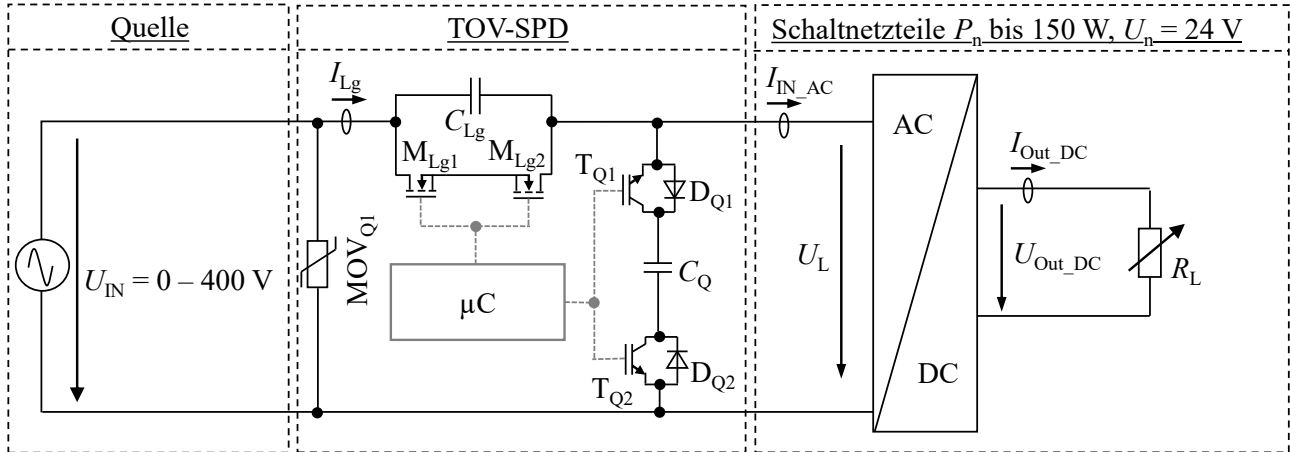 Quelle
TOV-SPD
Schaltnetzteile Pn bis 150 W, Un = 24 V
ILg
CLg
MLg1
MLg2
IIN_AC
AC
TQ1
DQ1
IOut_DC
MOVQ1
UIN = 0 – 400 V
µC
CQ
UL
UOut_DC
RL
TQ2
DQ2
DC